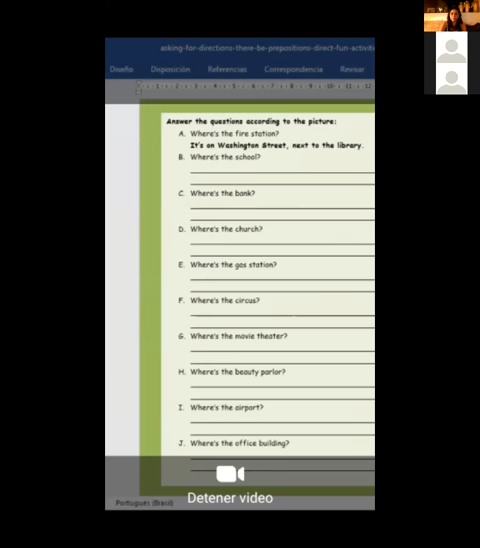 asking-for-directions-there-be-prepositions-direct-fun-activiti
Diseño Disposición Referencias Correspondencia Revisar
Answer the questions according to the picture:
A. Where's the fire station?
It's on Washington Street, next to the library.
B. Where's the school?
C. Where's the bank?
D. Where's the church?
E. Where's the gas station?
F. Where's the circus?
G. Where's the movie theater?
H. Where's the beauty parlor?
I. Where's the airport?
J. Where's the office building?
Detener video
Portugues (Brasil)